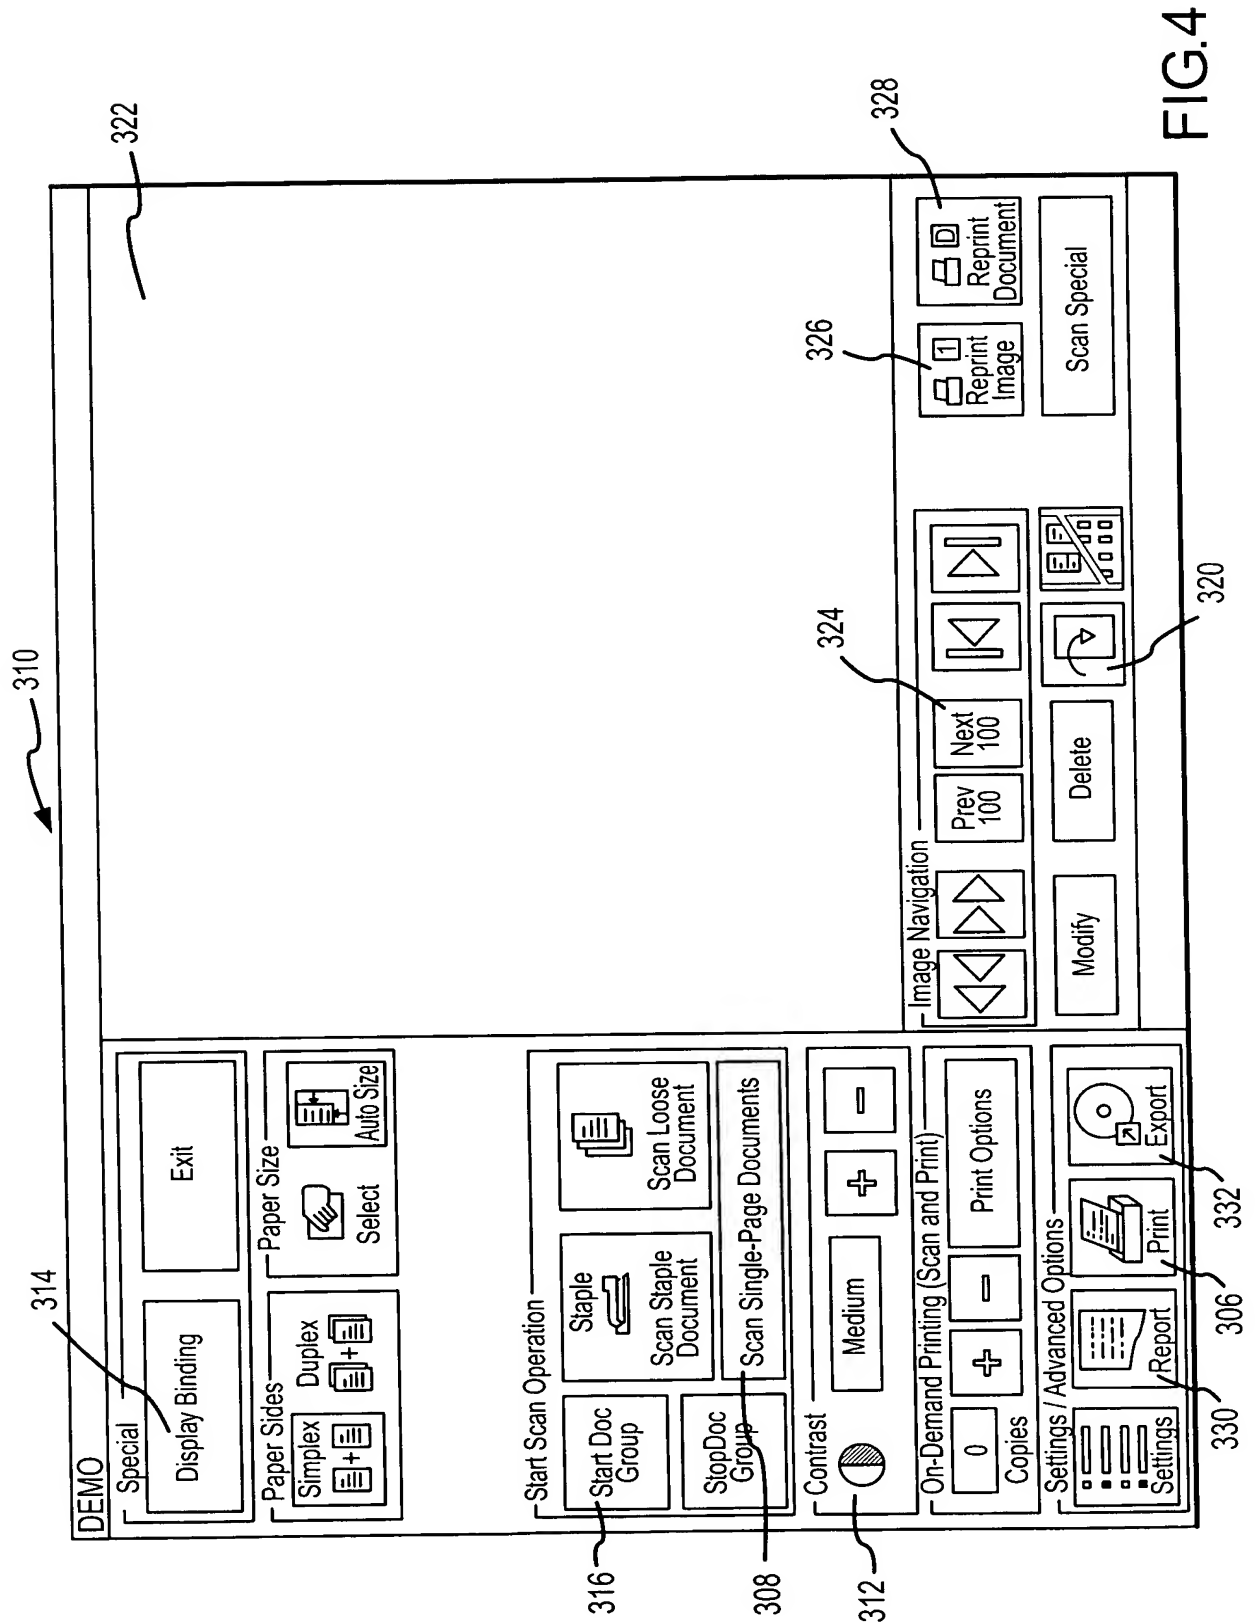 310
322
DEMO
Special
314
Display Binding
Exit
Paper Sides
Simplex
Duplex
Paper Size
Select
Auto Size
Start Scan Operation
316
Start Doc
Group
Staple
Scan Staple
Document
Scan Loose
Document
StopDoc
Group
308
Scan Single-Page Documents
Contrast
312
Medium
+
-
On-Demand Printing (Scan and Print)
0
Copies
+
-
Print Options
Settings / Advanced Options
Settings
Report
330
Print
306
Export
332
Image Navigation
Prev
100
Next
100
324
326
1
Reprint
Image
328
D
Reprint
Document
Modify
Delete
320
Scan Special
FIG.4